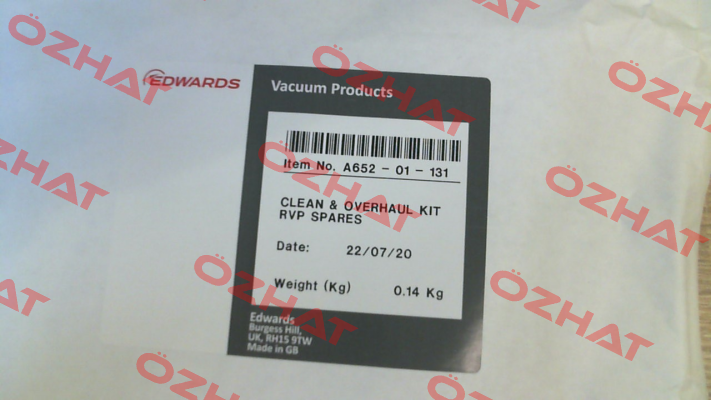 EDWARDS
Vacuum Products
Item No. A652 - 01 - 131
CLEAN & OVERHAUL KIT
RVP SPARES
Date: 22/07/20
Weight (Kg) 0.14 Kg
Edwards
Burgess Hill,
UK, RH15 9TW
Made in GB
ÖZHAT
ÖZHAT
ÖZHAT
ÖZHAT
ÖZHAT
ÖZHAT
ÖZHAT
ÖZHAT
ÖZHAT
ÖZHAT
ÖZHAT
ÖZHAT